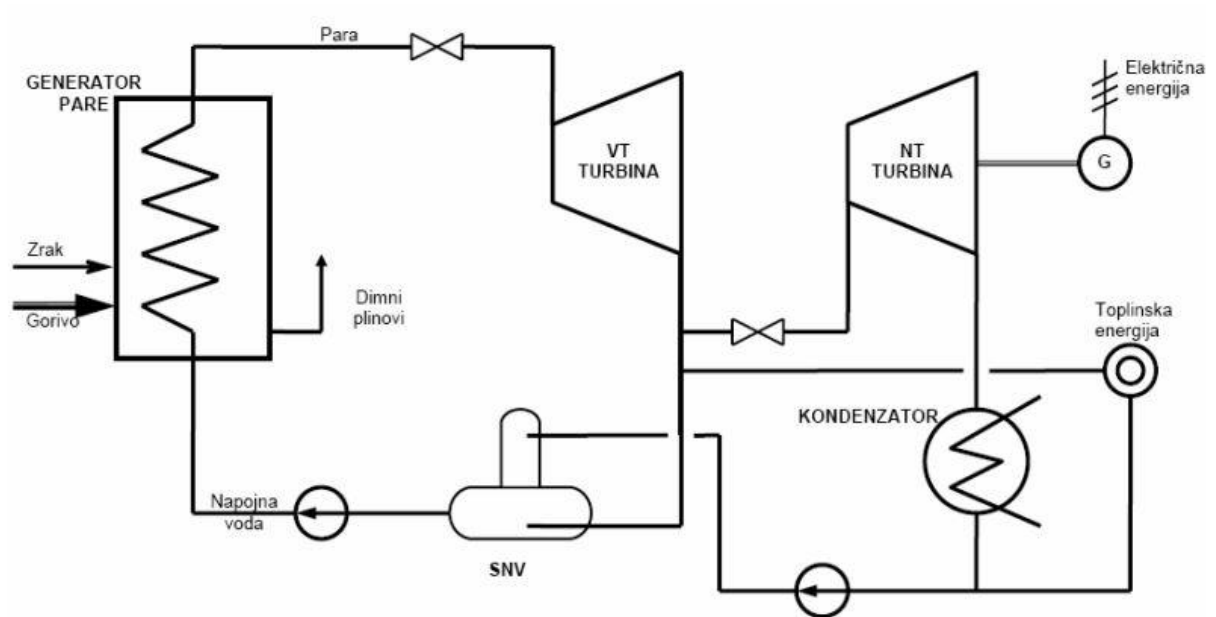 Para
GENERATOR
PARE
Električna
energija
VT
TURBINA
NT
TURBINA
G
Zrak
Gorivo
Dimni
plinovi
Toplinska
energija
KONDENZATOR
Napojna
voda
SNV